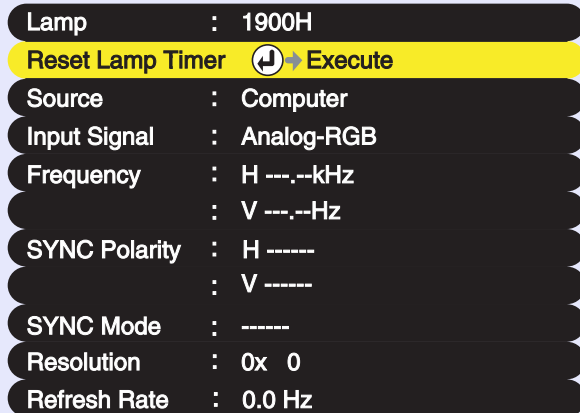 Lamp : 1900H
Reset Lamp Timer Execute
Source : Computer
Input Signal : Analog-RGB
Frequency : H ---.--kHz
: V ---.--Hz
SYNC Polarity : H ------
: V ------
SYNC Mode : ------
Resolution : 0x 0
Refresh Rate : 0.0 Hz